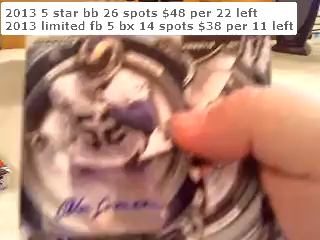 2013 5 star bb 26 spots $48 per 22 left
2013 limited fb 5 bx 14 spots $38 per 11 left
52